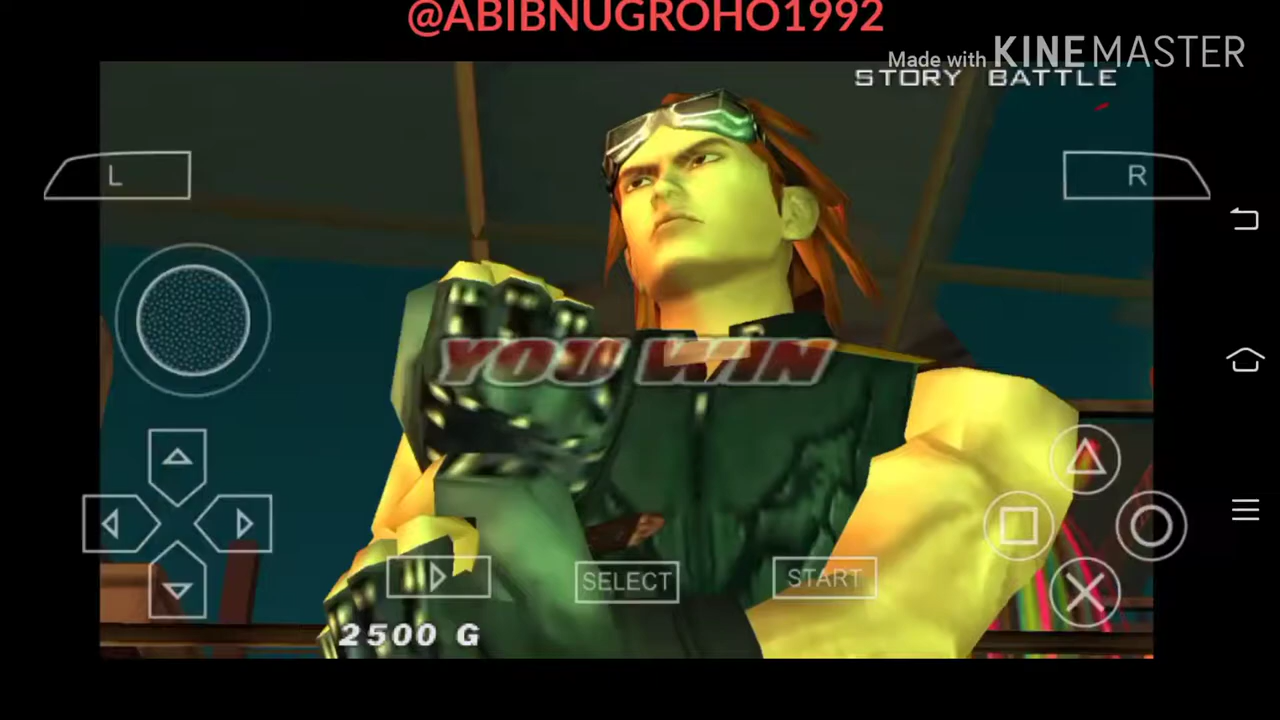 @ABIBNUGROHO1992
Made with KINEMASTER
STORY BATTLE
L
R
YOU WIN
SELECT
START
2500 G